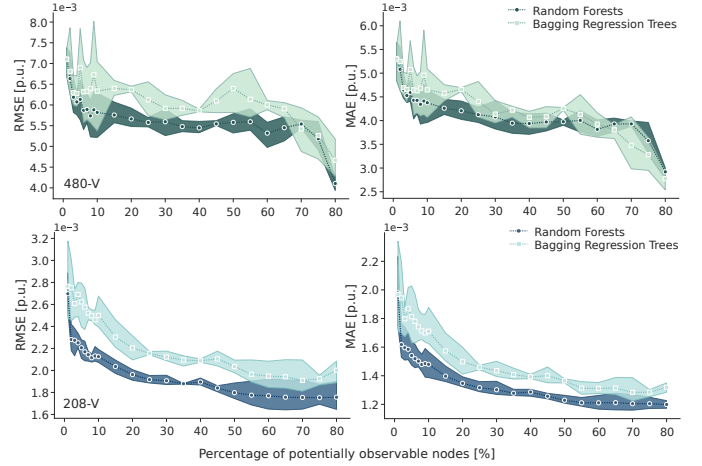 1e−3
8.0
7.5
7.0
6.5
6.0
5.5
5.0
4.5
4.0
RMSE [p.u.]
480-V
0 10 20 30 40 50 60 70 80
1e−3
Random Forests
Bagging Regression Trees
6.0
5.5
5.0
4.5
4.0
3.5
3.0
2.5
MAE [p.u.]
0 10 20 30 40 50 60 70 80
1e−3
3.2
3.0
2.8
2.6
2.4
2.2
2.0
1.8
1.6
RMSE [p.u.]
208-V
0 10 20 30 40 50 60 70 80
1e−3
Random Forests
Bagging Regression Trees
2.2
2.0
1.8
1.6
1.4
1.2
MAE [p.u.]
0 10 20 30 40 50 60 70 80
Percentage of potentially observable nodes [%]